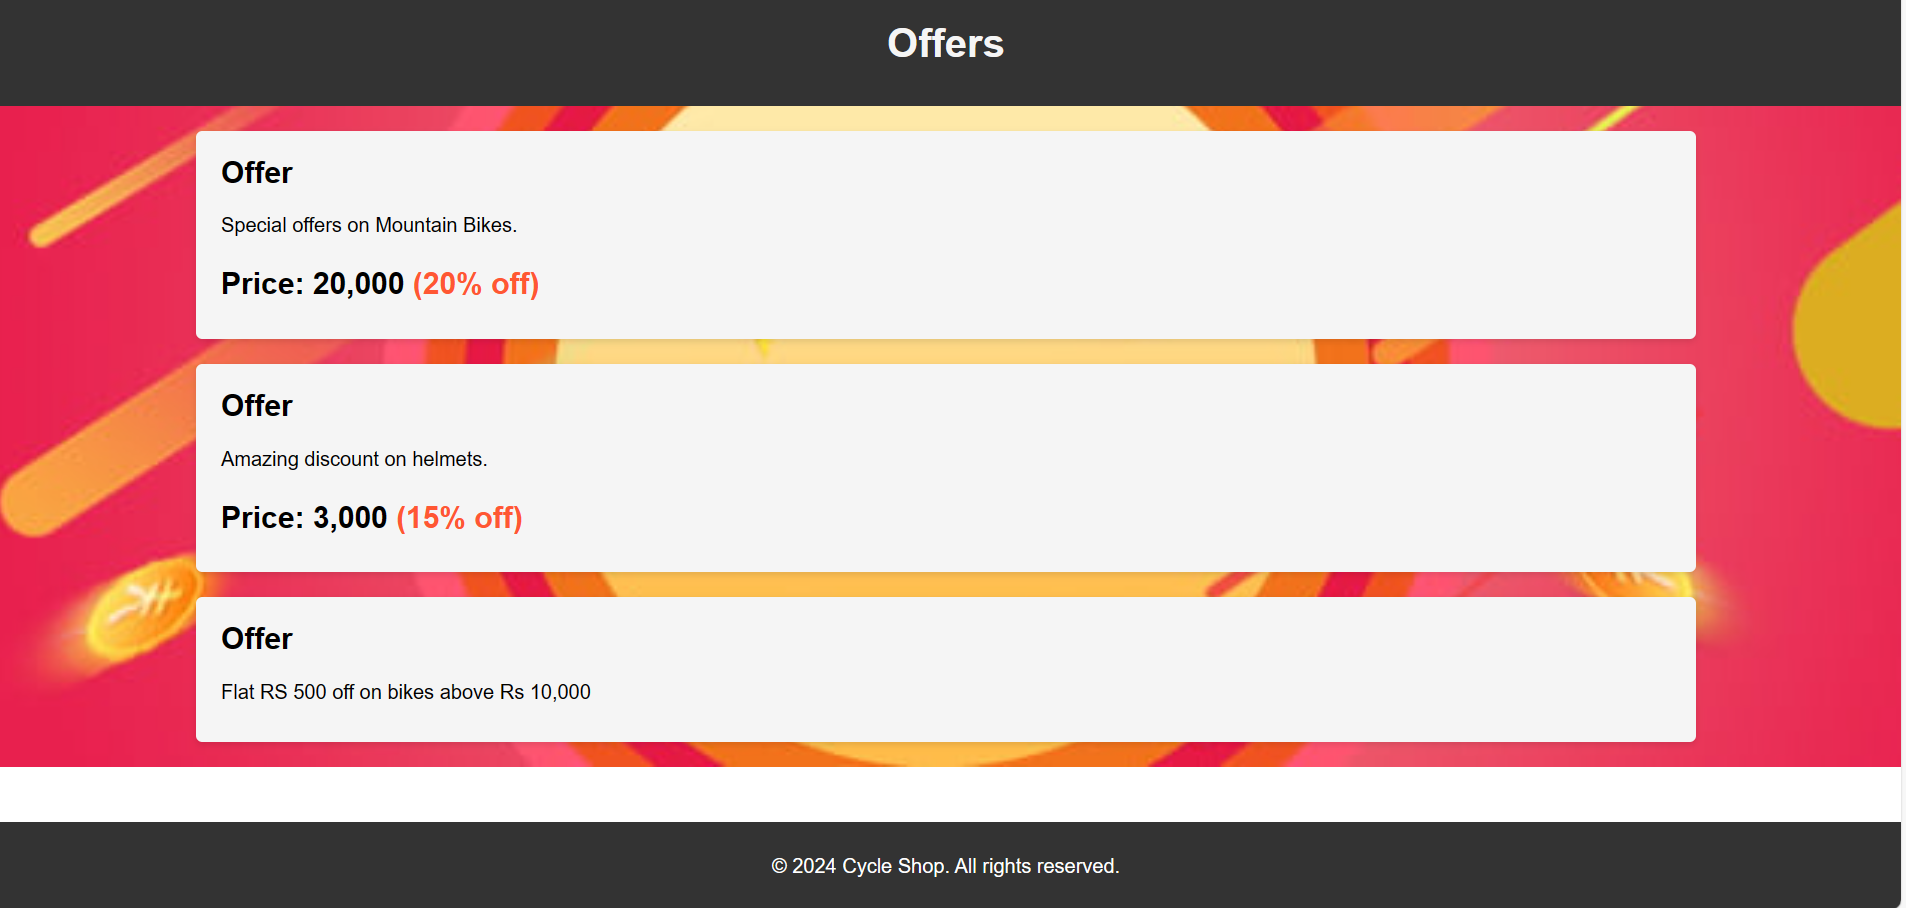 Offers
Offer
Special offers on Mountain Bikes.
Price: 20,000 (20% off)
Offer
Amazing discount on helmets.
Price: 3,000 (15% off)
Offer
Flat RS 500 off on bikes above Rs 10,000
© 2024 Cycle Shop. All rights reserved.